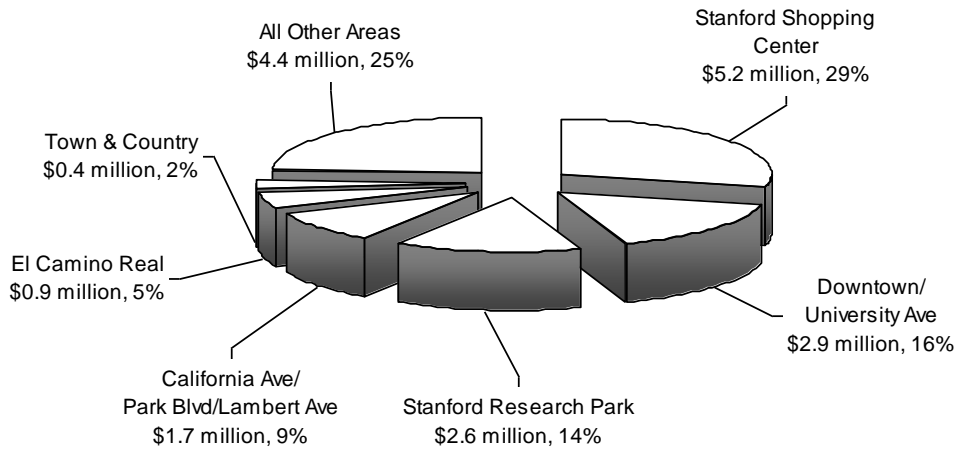 All Other Areas
$4.4 million, 25%
Stanford Shopping
Center
$5.2 million, 29%
Town & Country
$0.4 million, 2%
El Camino Real
$0.9 million, 5%
Downtown/
University Ave
$2.9 million, 16%
California Ave/
Park Blvd/Lambert Ave
$1.7 million, 9%
Stanford Research Park
$2.6 million, 14%